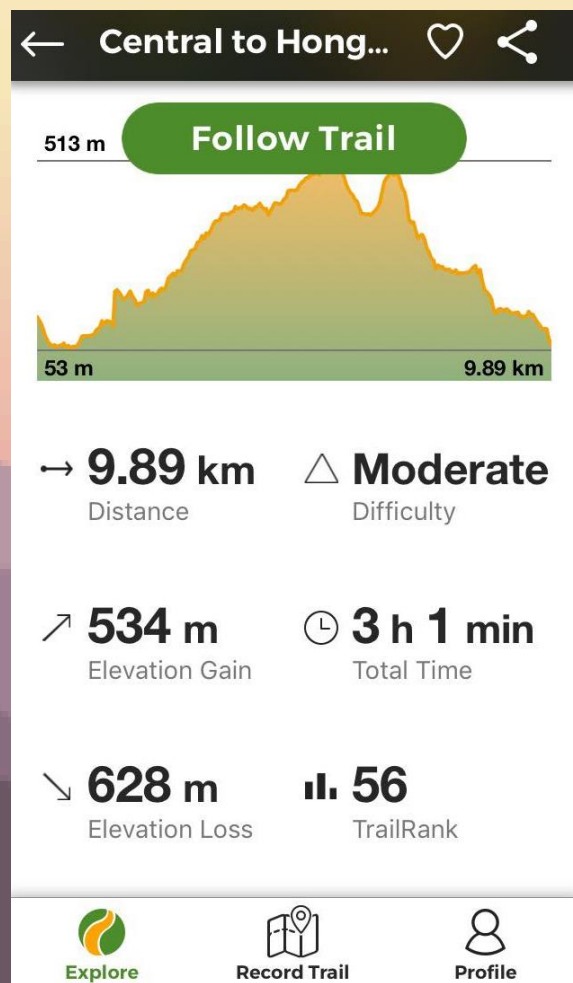 Central to Hong...
513 m
Follow Trail
53 m
9.89 km
9.89 km
Distance
Moderate
Difficulty
534 m
Elevation Gain
3 h 1 min
Total Time
628 m
Elevation Loss
56
TrailRank
Explore
Record Trail
Profile